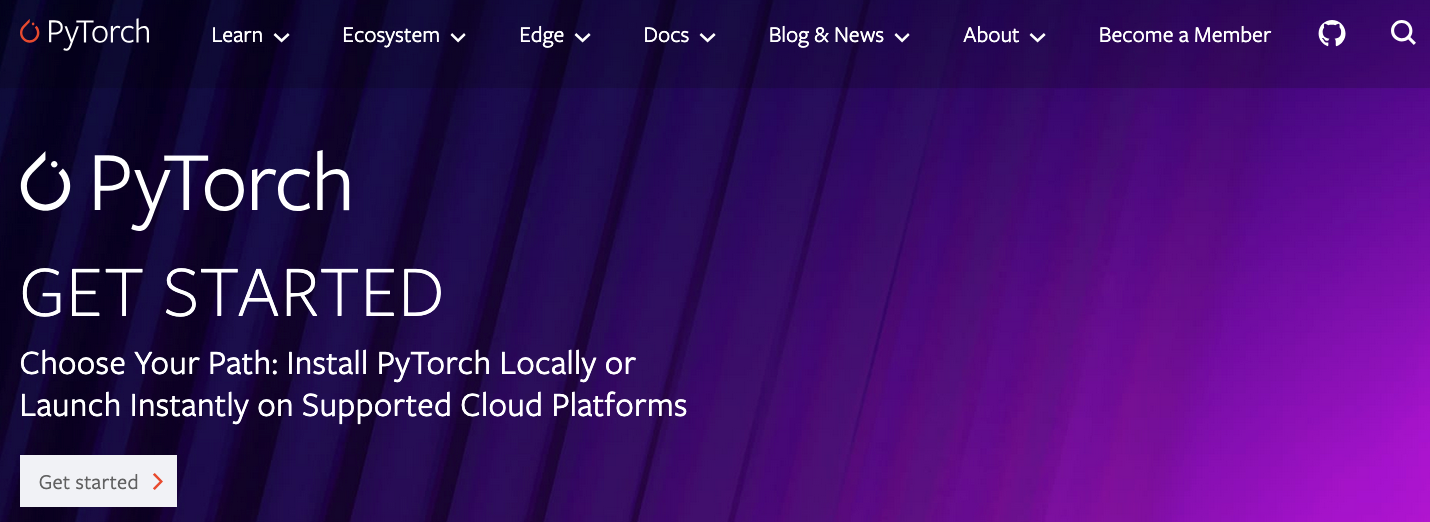 PyTorch Learn Ecosystem Edge Docs Blog & News About Become a Member
PyTorch
GET STARTED
Choose Your Path: Install PyTorch Locally or
Launch Instantly on Supported Cloud Platforms
Get started